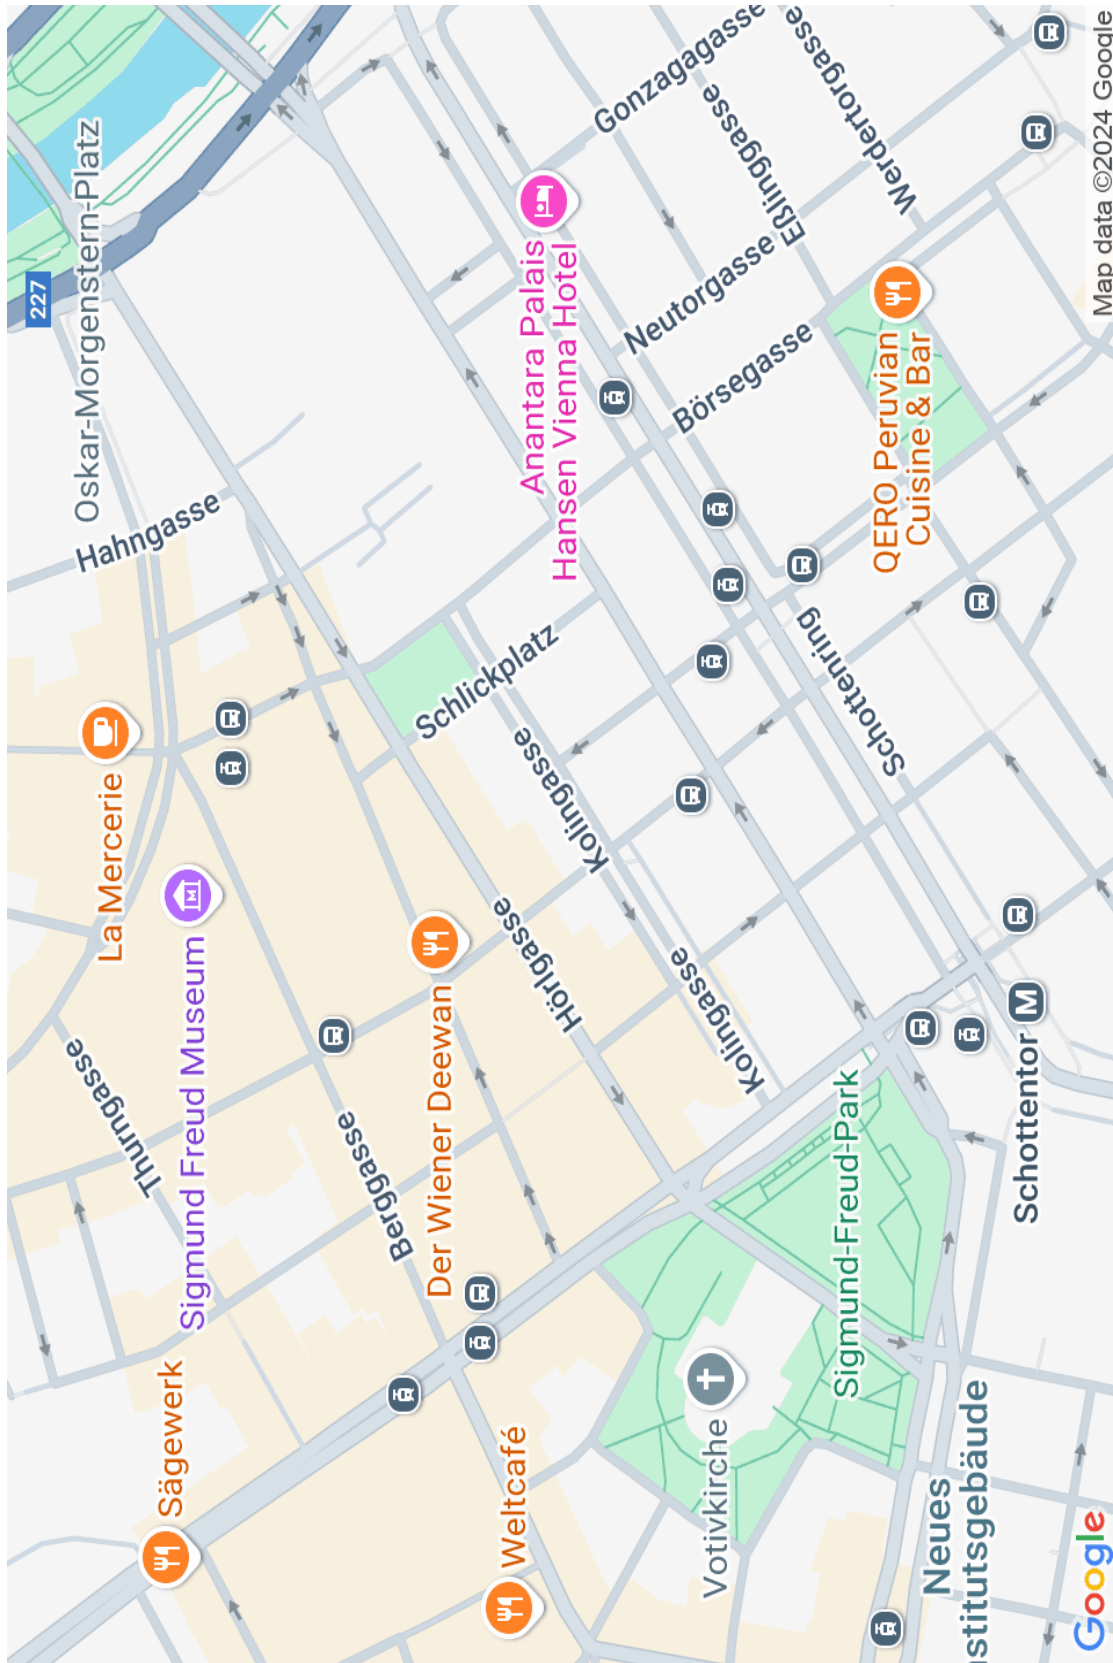 227
Oskar-Morgenstern-Platz
La Mercerie
Thurngasse
Hahngasse
Sägewerk
Sigmund Freud Museum
Berggasse
Der Wiener Deewan
Schlickplatz
Weltcafé
Hörlgasse
Anantara Palais
Hansen Vienna Hotel
Kolingasse
Gonzagagasse
Neutorgasse
Votivkirche
Kolingasse
Börsegasse
Eßlinggasse
Sigmund-Freud-Park
Schottenring
Werdertorgasse
QERO Peruvian
Cuisine & Bar
Neues
stitutsgebäude
Schottentor
M
Google
Map data ©2024 Google